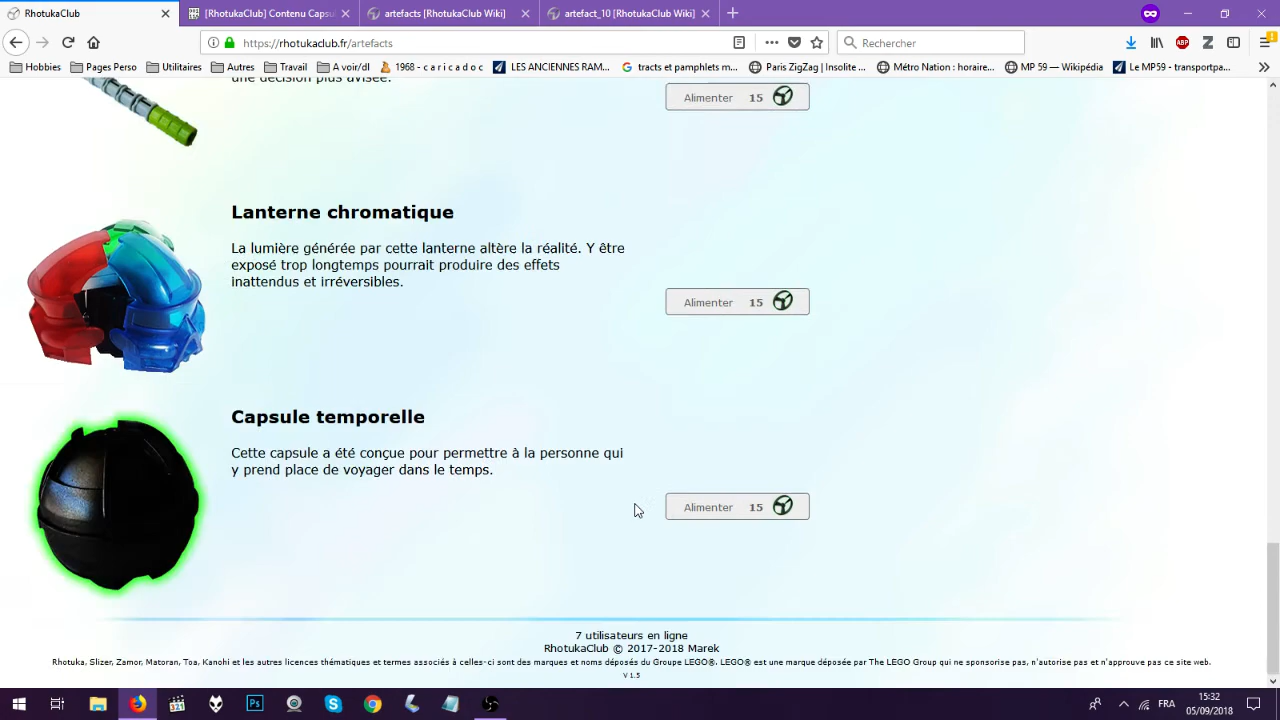 RhotukaClub
[RhotukaClub] Contenu Capsu
artefacts [RhotukaClub Wiki]
artefact_10 [RhotukaClub Wiki]
https://rhotukaclub.fr/artefacts
Rechercher
ABP
1
Hobbies
Pages Perso
Utilitaires
Autres
Travail
A voir/dl
1968 - c a r i c a d o c
LES ANCIENNES RAM...
tracts et pamphlets m...
Paris ZigZag | Insolite ...
Métro Nation : horaire...
MP 59 — Wikipédia
Le MP59 - transportpa...
une décision plus avisée.
Alimenter 15
Lanterne chromatique
La lumière générée par cette lanterne altère la réalité. Y être
exposé trop longtemps pourrait produire des effets
inattendus et irréversibles.
Alimenter 15
Capsule temporelle
Cette capsule a été conçue pour permettre à la personne qui
y prend place de voyager dans le temps.
Alimenter 15
7 utilisateurs en ligne
RhotukaClub © 2017-2018 Marek
Rhotuka, Slizer, Zamor, Matoran, Toa, Kanohi et les autres licences thématiques et termes associés à celles-ci sont des marques et noms déposés du Groupe LEGO®. LEGO® est une marque déposée par The LEGO Group qui ne sponsorise pas, n'autorise pas et n'approuve pas ce site web.
V 1.5
FRA
15:32
05/09/2018